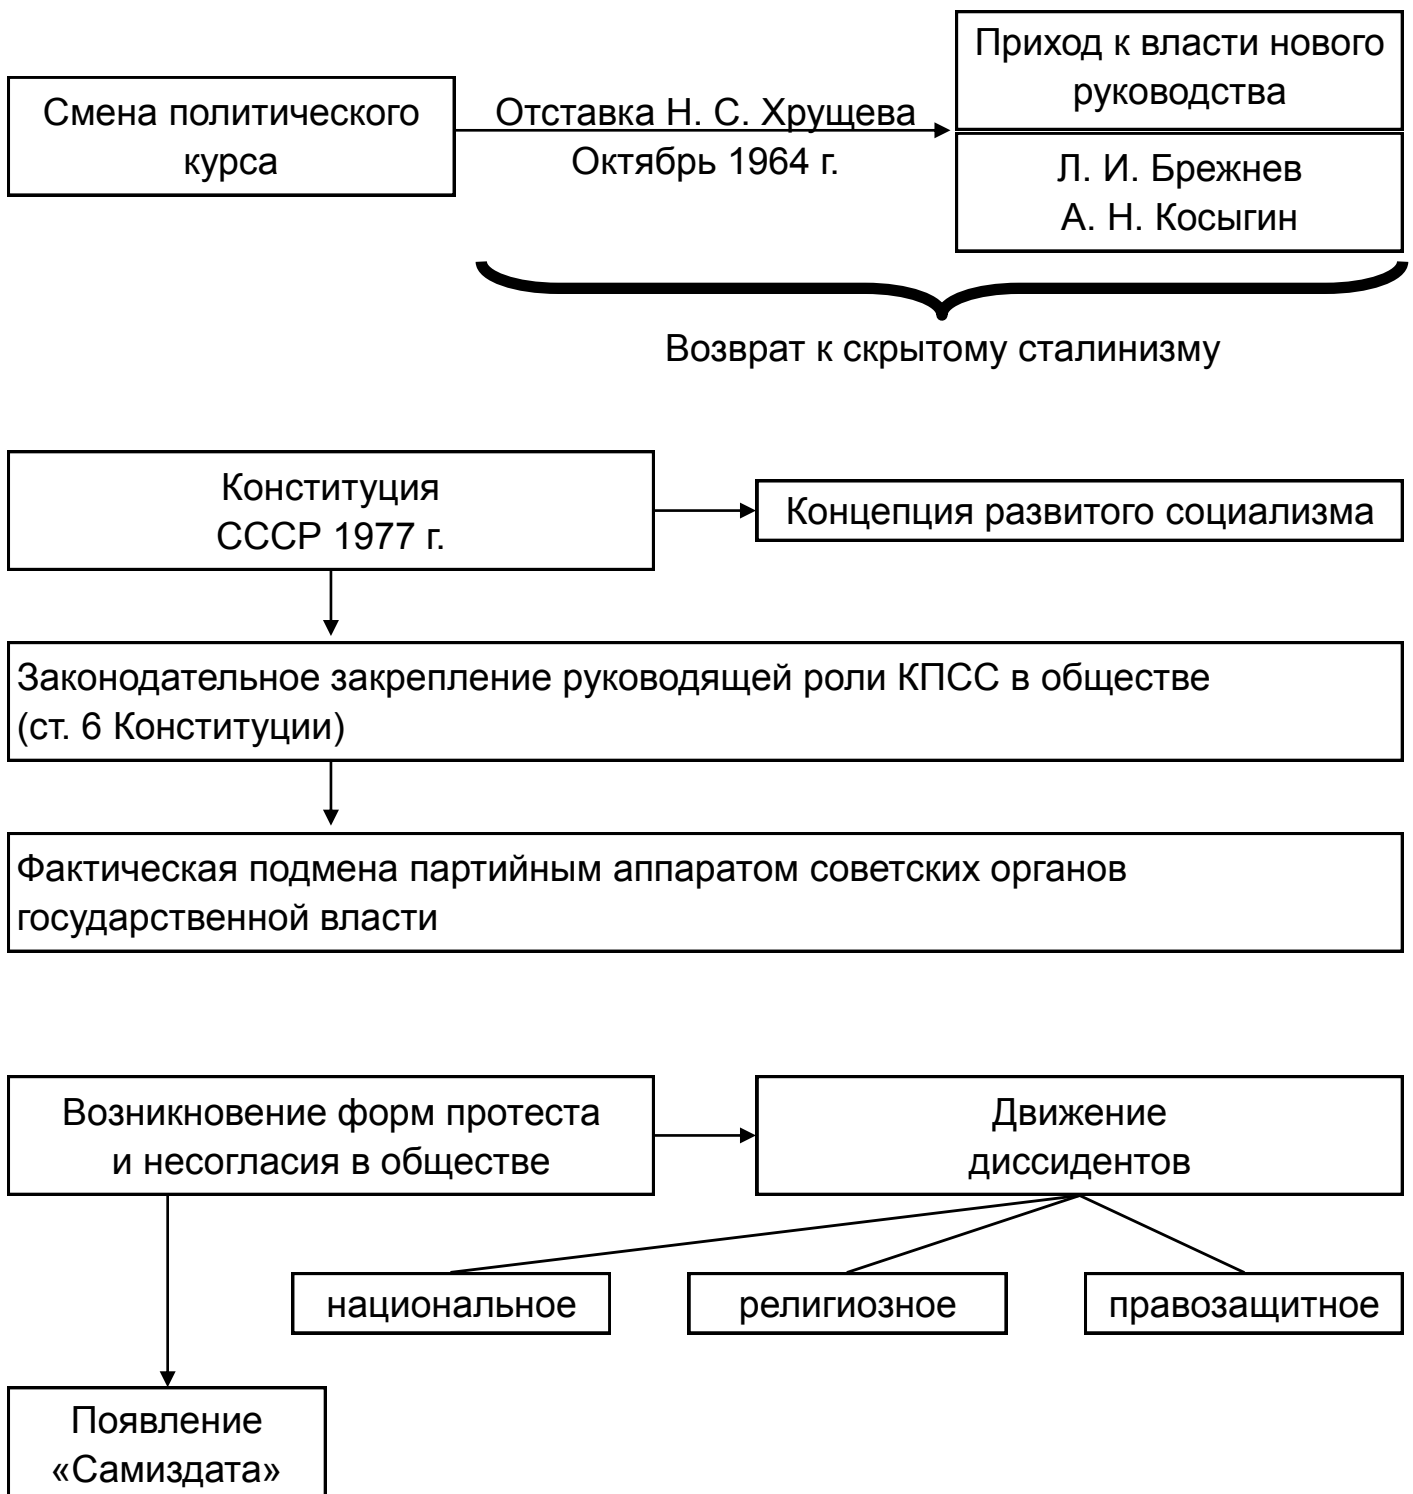 Смена политического
курса
Отставка Н. С. Хрущева
Октябрь 1964 г.
Приход к власти нового
руководства
Л. И. Брежнев
А. Н. Косыгин
Возврат к скрытому сталинизму
Конституция
СССР 1977 г.
Концепция развитого социализма
Законодательное закрепление руководящей роли КПСС в обществе
(ст. 6 Конституции)
Фактическая подмена партийным аппаратом советских органов
государственной власти
Возникновение форм протеста
и несогласия в обществе
Движение
диссидентов
национальное
религиозное
правозащитное
Появление
«Самиздата»